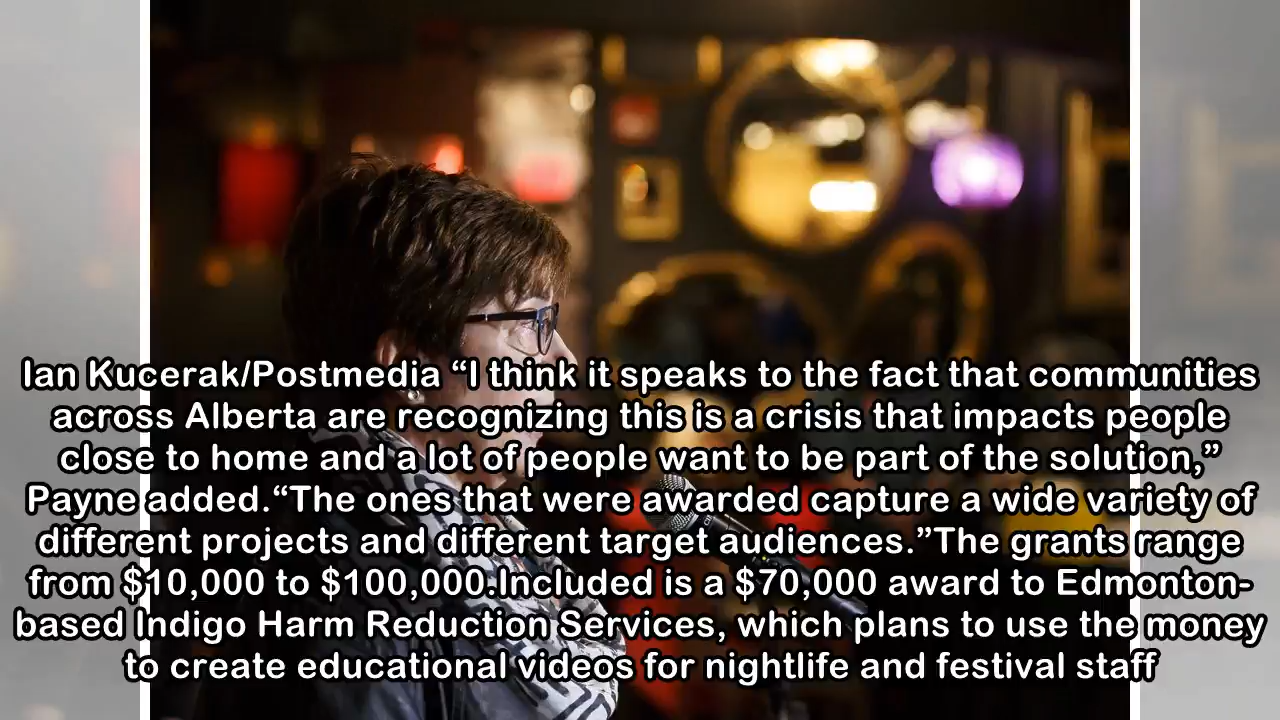 Ian Kucerak/Postmedia “I think it speaks to the fact that communities
across Alberta are recognizing this is a crisis that impacts people
close to home and a lot of people want to be part of the solution,”
Payne added.“The ones that were awarded capture a wide variety of
different projects and different target audiences.”The grants range
from $10,000 to $100,000.Included is a $70,000 award to Edmonton-
based Indigo Harm Reduction Services, which plans to use the money
to create educational videos for nightlife and festival staff